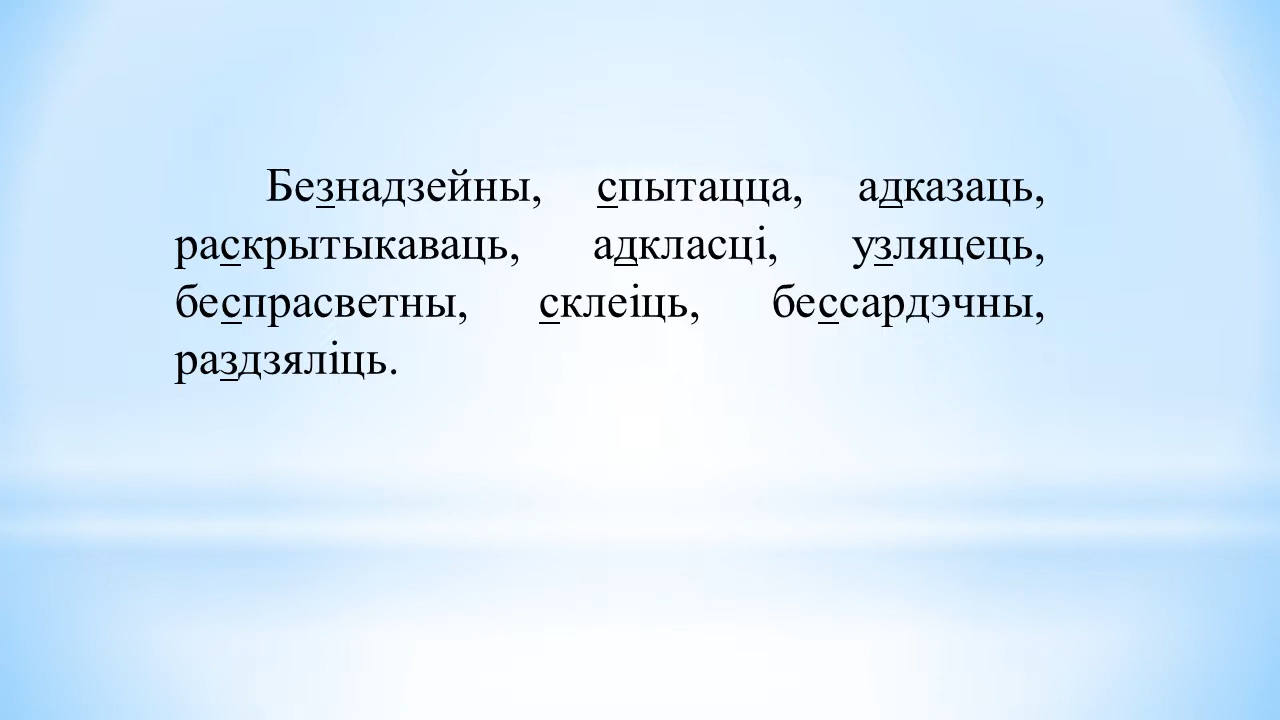 Безнадзейны, спытацца, адказаць,
раскрытыкаваць, адкласці, узляцець,
беспрасветны, склеіць, бессардэчны,
раздзяліць.